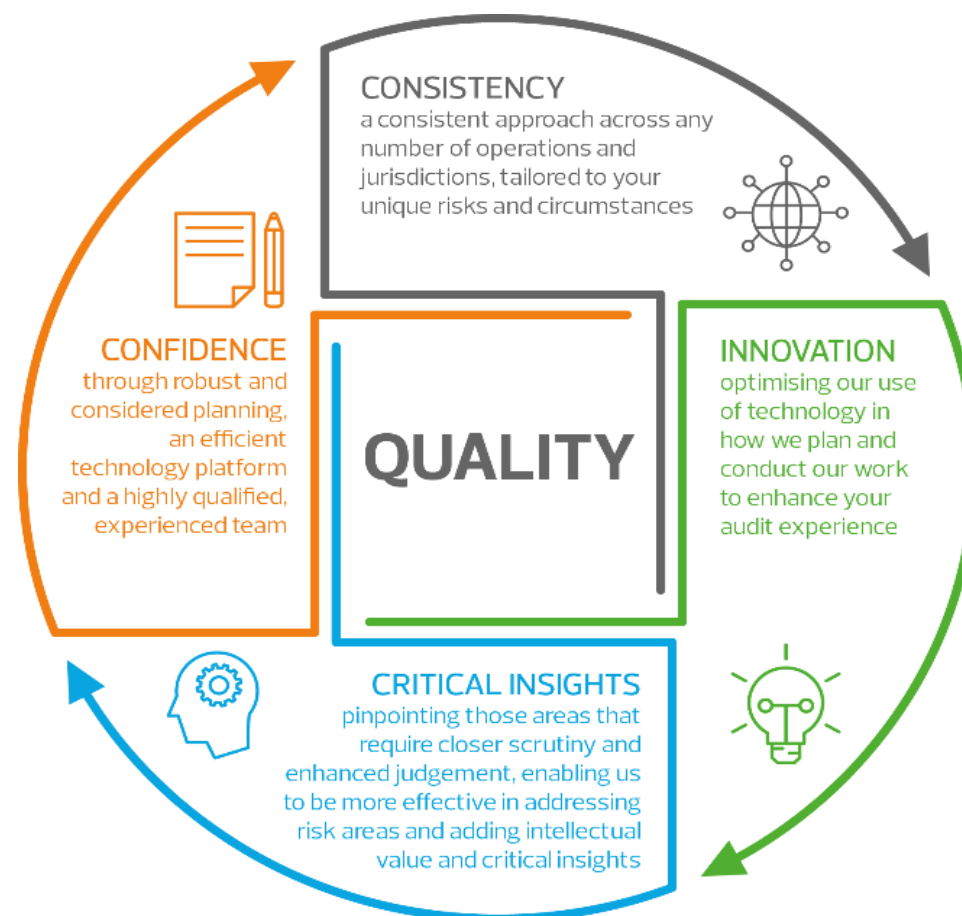 CONSISTENCY
a consistent approach across any
number of operations and
jurisdictions, tailored to your
unique risks and circumstances
CONFIDENCE
through robust and
considered planning,
an efficient
technology platform
and a highly qualified,
experienced team
QUALITY
INNOVATION
optimising our use
of technology in
how we plan and
conduct our work
to enhance your
audit experience
CRITICAL INSIGHTS
pinpointing those areas that
require closer scrutiny and
enhanced judgement, enabling us
to be more effective in addressing
risk areas and adding intellectual
value and critical insights